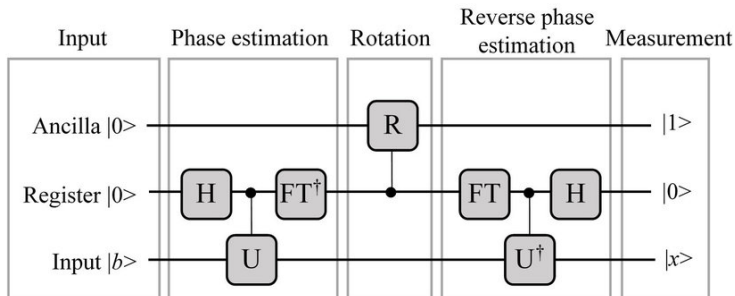 Input
Phase estimation
Rotation
Reverse phase
estimation
Measurement
Ancilla |0>
R
|1>
Register |0>
H
FT†
FT
H
|0>
Input |b>
U
U†
|x>